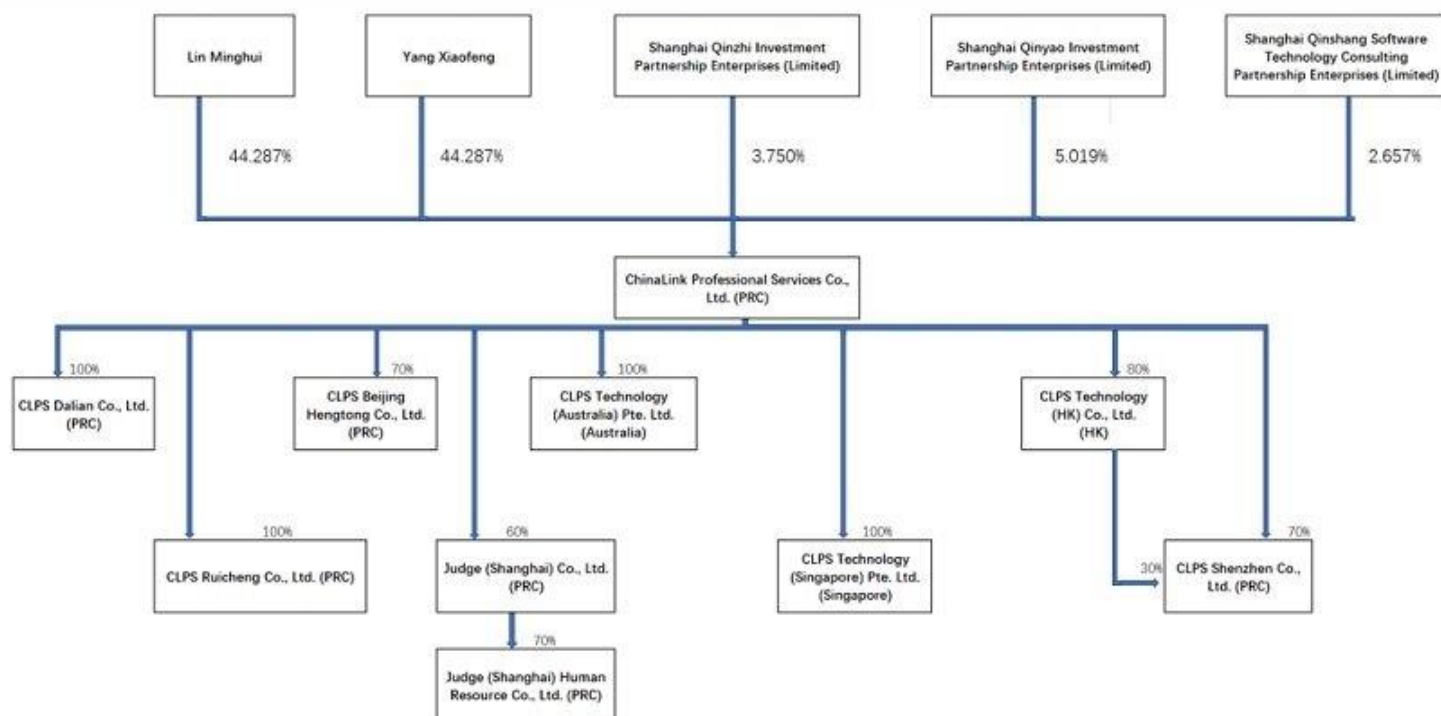 Lin Minghui
Yang Xiaofeng
Shanghai Qinzhi Investment
Partnership Enterprises (Limited)
Shanghai Qinyao Investment
Partnership Enterprises (Limited)
Shanghai Qinshang Software
Technology Consulting
Partnership Enterprises (Limited)
44.287%
44.287%
3.750%
5.019%
2.657%
ChinaLink Professional Services Co.,
Ltd. (PRC)
100%
70%
100%
80%
CLPS Dalian Co., Ltd.
(PRC)
CLPS Beijing
Hengtong Co., Ltd.
(PRC)
CLPS Technology
(Australia) Pte. Ltd.
(Australia)
CLPS Technology
(HK) Co., Ltd.
(HK)
100%
60%
100%
70%
CLPS Ruicheng Co., Ltd. (PRC)
Judge (Shanghai) Co., Ltd.
(PRC)
CLPS Technology
(Singapore) Pte. Ltd.
(Singapore)
30%
CLPS Shenzhen Co.,
Ltd. (PRC)
70%
Judge (Shanghai) Human
Resource Co., Ltd. (PRC)